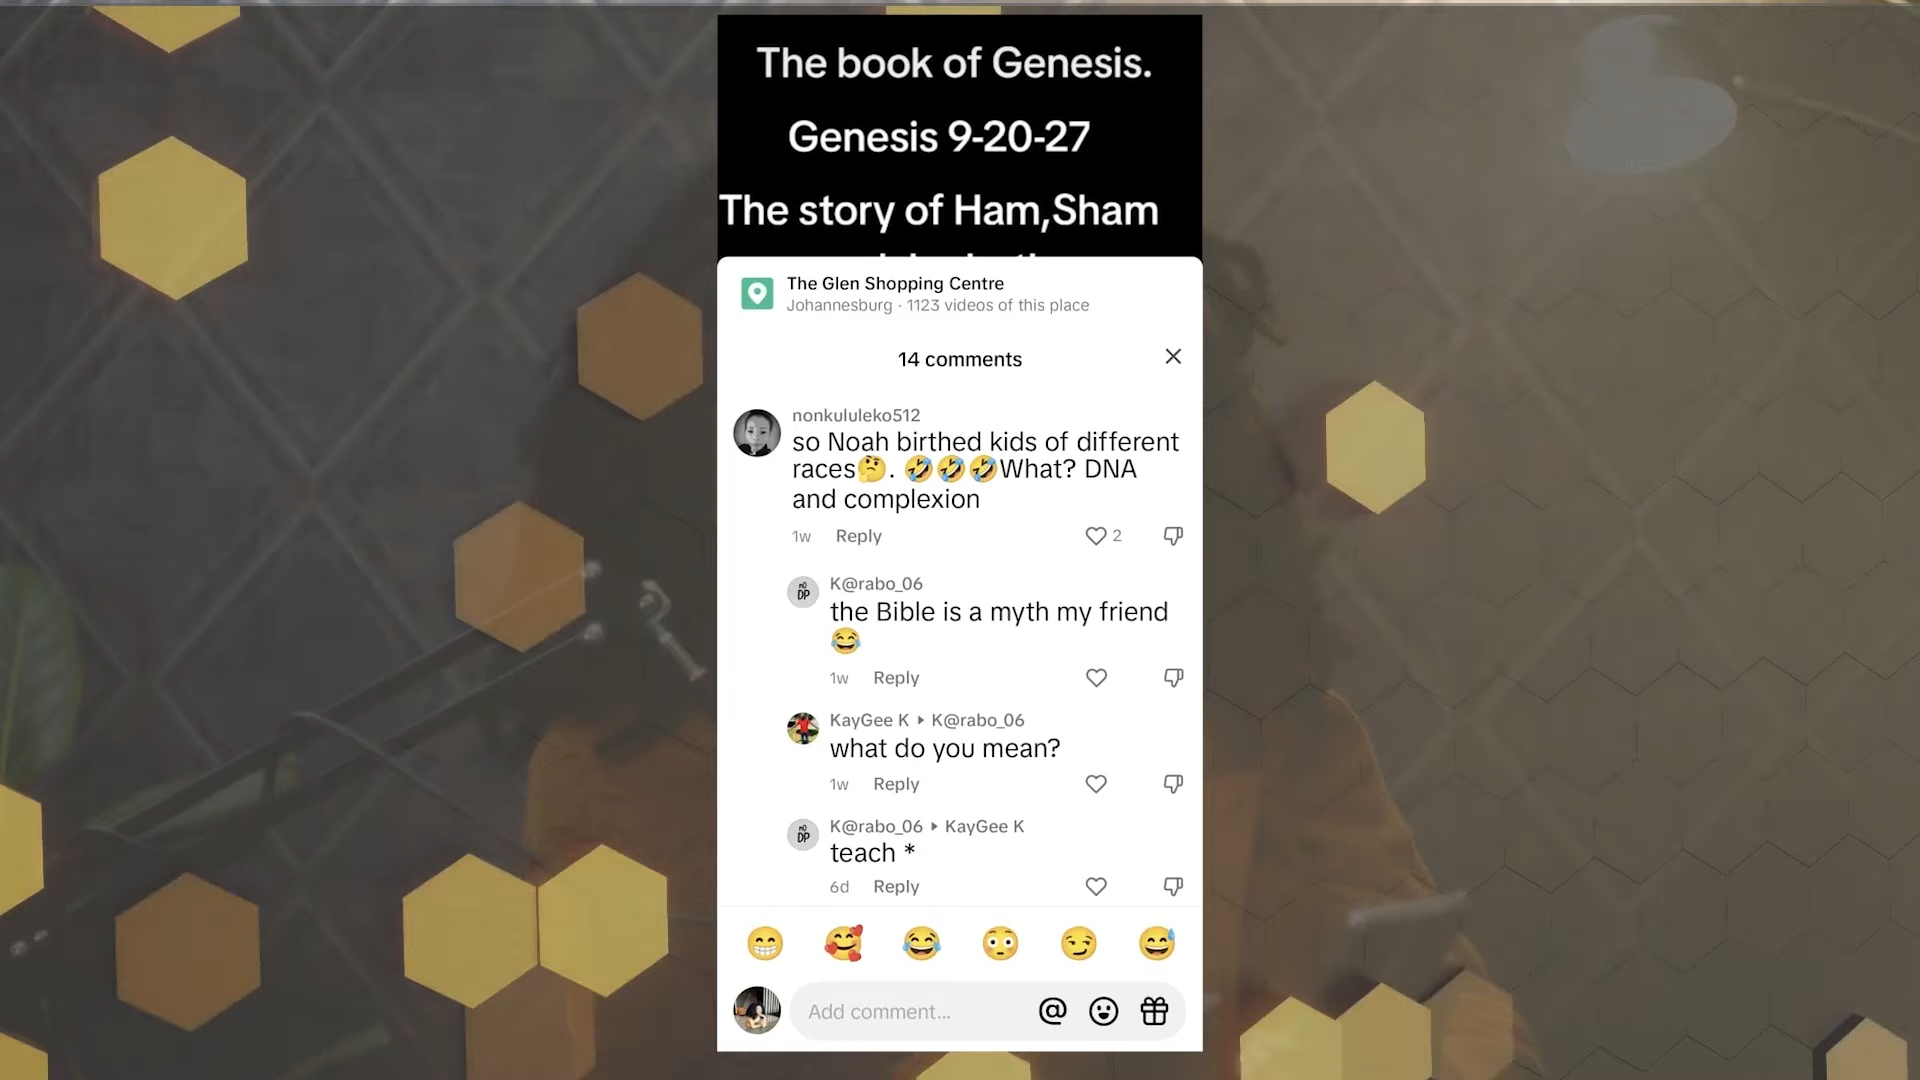 The book of Genesis.
Genesis 9-20-27
The story of Ham,Sham
The Glen Shopping Centre
Johannesburg · 1123 videos of this place
14 comments
nonkululeko512
so Noah birthed kids of different
races🤔. 🤣🤣🤣What? DNA
and complexion
1w Reply 2
K@rabo_06
the Bible is a myth my friend
😂
1w Reply
KayGee K ▸ K@rabo_06
what do you mean?
1w Reply
K@rabo_06 ▸ KayGee K
teach *
6d Reply
Add comment...